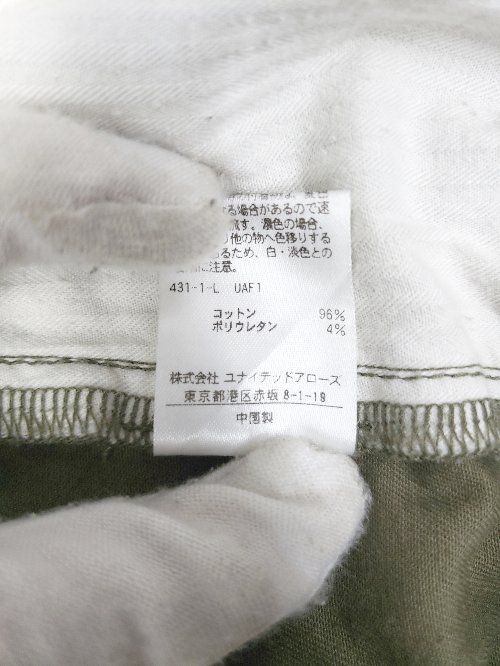 る場合があるので速
す。濃色の場合、
の他の物へ色移りする
あるため、白・淡色との
注意。
431-1-L UAF1
コットン 96%
ポリウレタン 4%
株式会社 ユナイテッドアローズ
東京都港区赤坂8-1-19
中国製